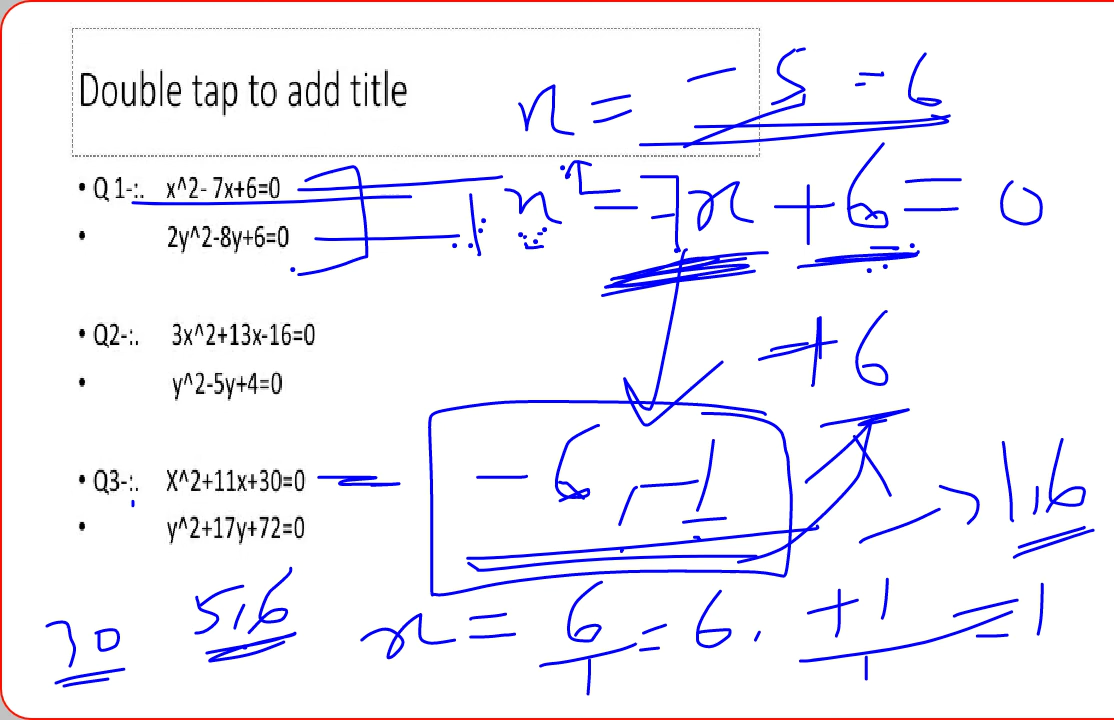 Double tap to add title
x = -5 -6
• Q 1-:. x^2- 7x+6=0
x² - 7x + 6 = 0
• 2y^2-8y+6=0
• Q2-:. 3x^2+13x-16=0
+6
• y^2-5y+4=0
• Q3-:. X^2+11x+30=0
-6, -1
1,6
• y^2+17y+72=0
30
5,6
x = 6/1 = 6. +1/1 = 1